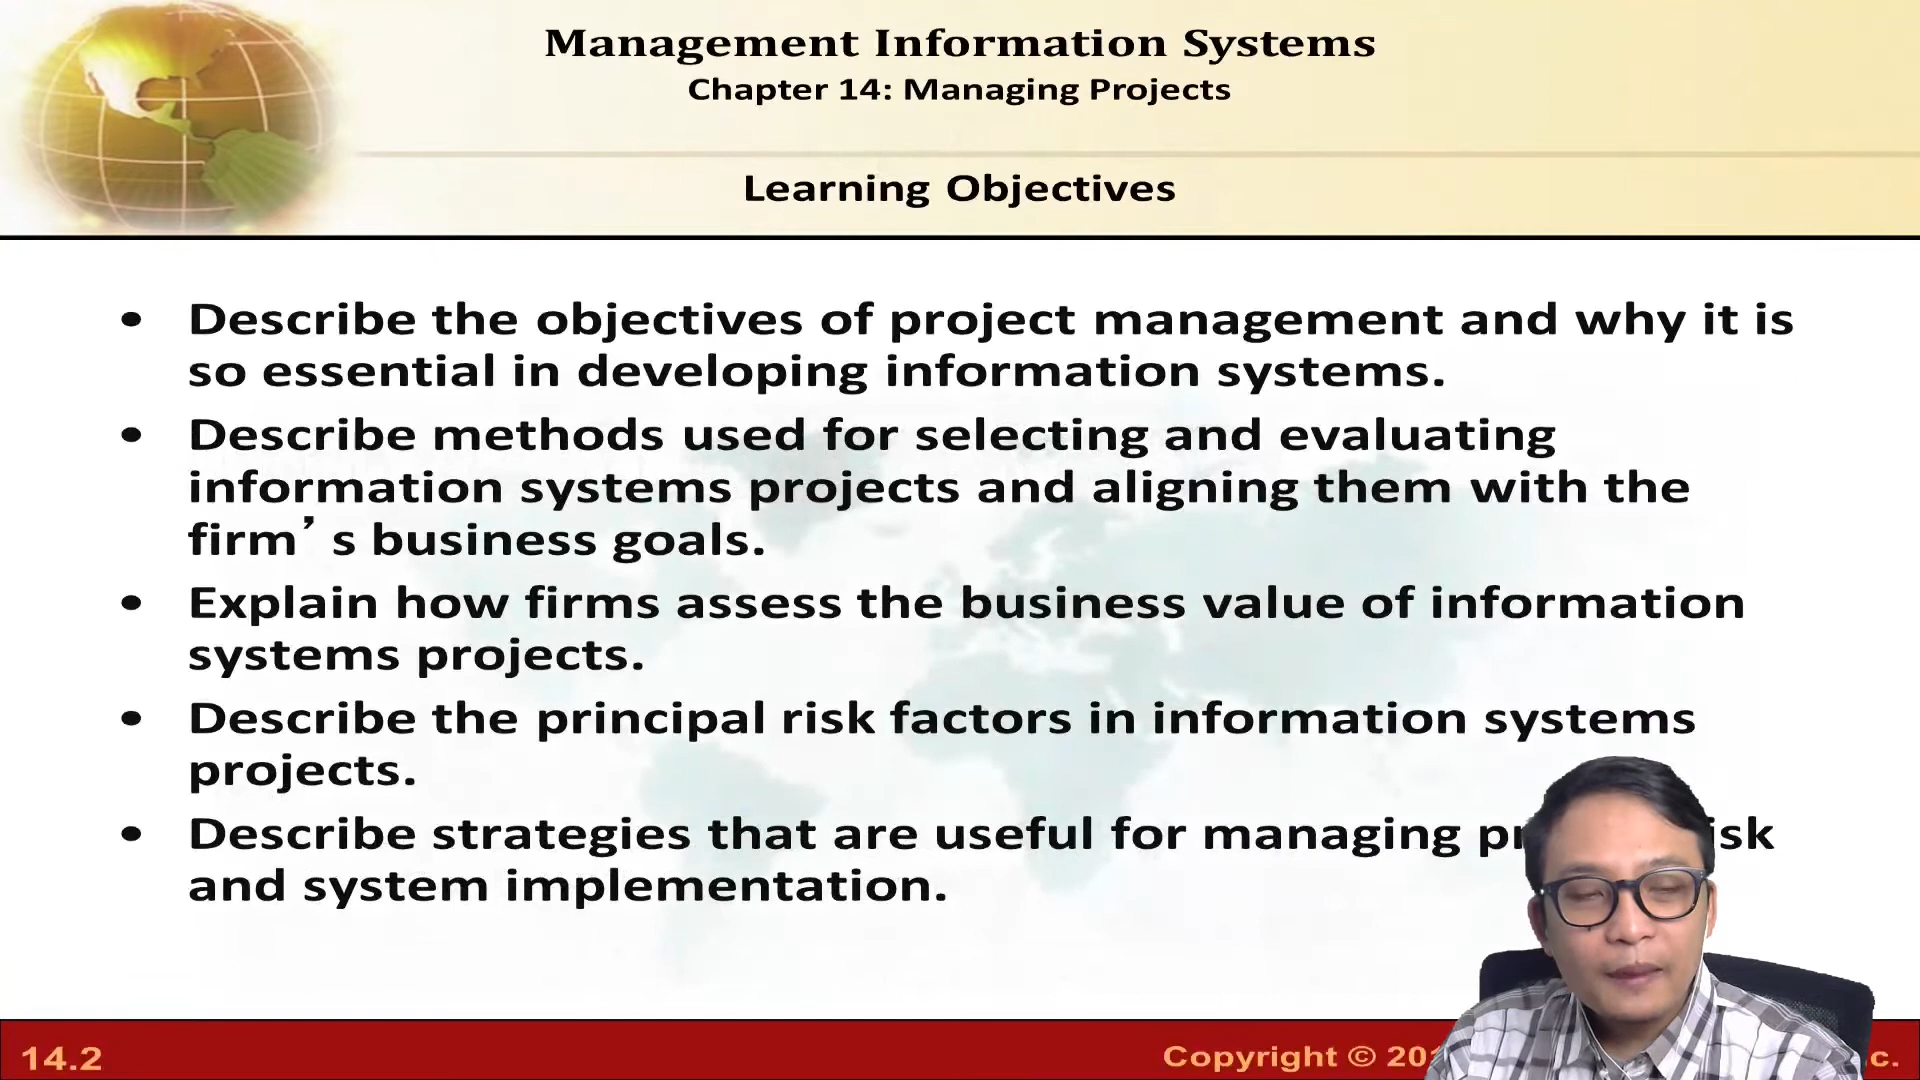 Management Information Systems
Chapter 14: Managing Projects
Learning Objectives
• Describe the objectives of project management and why it is
so essential in developing information systems.
• Describe methods used for selecting and evaluating
information systems projects and aligning them with the
firm’ s business goals.
• Explain how firms assess the business value of information
systems projects.
• Describe the principal risk factors in information systems
projects.
• Describe strategies that are useful for managing
and system implementation.
14.2
Copyright ©